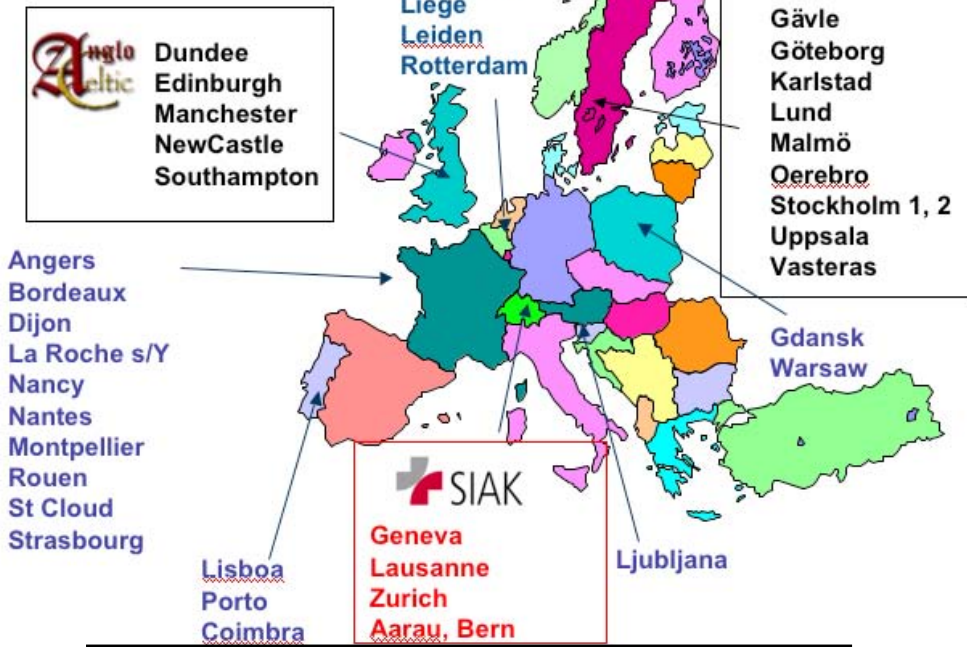 Anglo
Celtic
Dundee
Edinburgh
Manchester
NewCastle
Southampton
Liege
Leiden
Rotterdam
Gävle
Göteborg
Karlstad
Lund
Malmö
Oerebro
Stockholm 1, 2
Uppsala
Vasteras
Angers
Bordeaux
Dijon
La Roche s/Y
Nancy
Nantes
Montpellier
Rouen
St Cloud
Strasbourg
Gdansk
Warsaw
SIAK
Geneva
Lausanne
Zurich
Aarau, Bern
Lisboa
Porto
Coimbra
Ljubljana